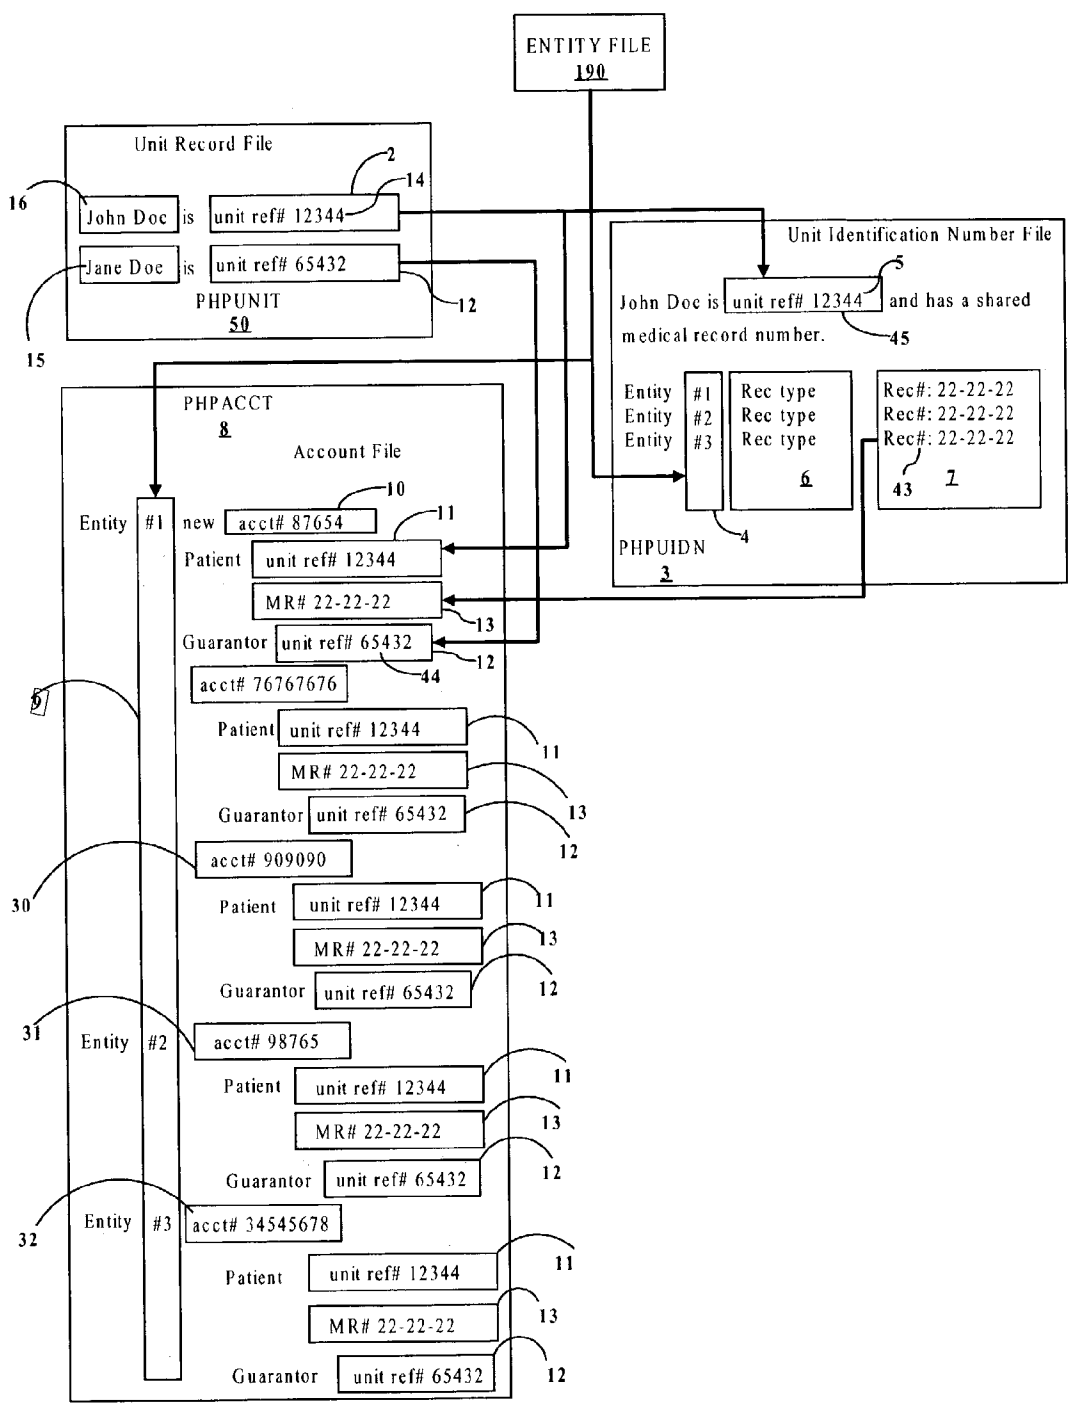 ENTITY FILE
190
Unit Record File
2
14
16
John Doc is unit ref# 12344
Jane Doe is unit ref# 65432
PHPUNIT
12
50
15
Unit Identification Number File
5
John Doc is unit ref# 12344 and has a shared
medical record number.
45
Entity #1 Rec type Rec#: 22-22-22
Entity #2 Rec type Rec#: 22-22-22
Entity #3 Rec type Rec#: 22-22-22
6
43
7
4
PHPUIDN
3
PHPACCT
8
Account File
10
Entity #1 new acct# 87654
11
Patient unit ref# 12344
MR# 22-22-22
13
Guarantor unit ref# 65432
12
44
acct# 76767676
9
Patient unit ref# 12344
11
MR# 22-22-22
13
Guarantor unit ref# 65432
12
acct# 909090
30
Patient unit ref# 12344
11
MR# 22-22-22
13
Guarantor unit ref# 65432
12
31
Entity #2 acct# 98765
Patient unit ref# 12344
11
MR# 22-22-22
13
Guarantor unit ref# 65432
12
Entity #3 acct# 34545678
32
Patient unit ref# 12344
11
MR# 22-22-22
13
Guarantor unit ref# 65432
12